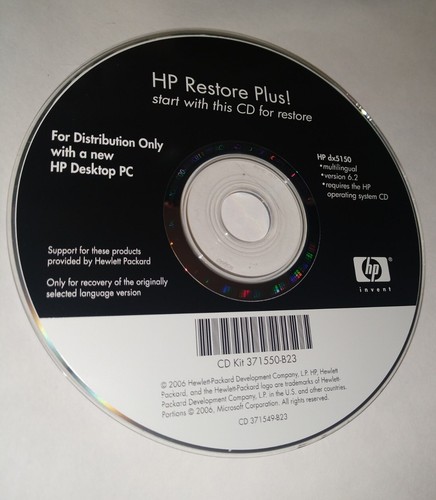 HP Restore Plus!
start with this CD for restore
For Distribution Only
with a new
HP Desktop PC
HP dx5150
•multilingual
•version 6.2
•requires the HP
operating system CD
Support for these products
provided by Hewlett Packard
Only for recovery of the originally
selected language version
hp
invent
CD Kit 371550-B23
© 2006 Hewlett-Packard Development Company, L.P. HP, Hewlett
Packard, and the Hewlett-Packard logo are trademarks of Hewlett
Packard Development Company, L.P. in the U.S. and other countries.
Portions © 2006, Microsoft Corporation. All rights reserved.
CD 371549-B23